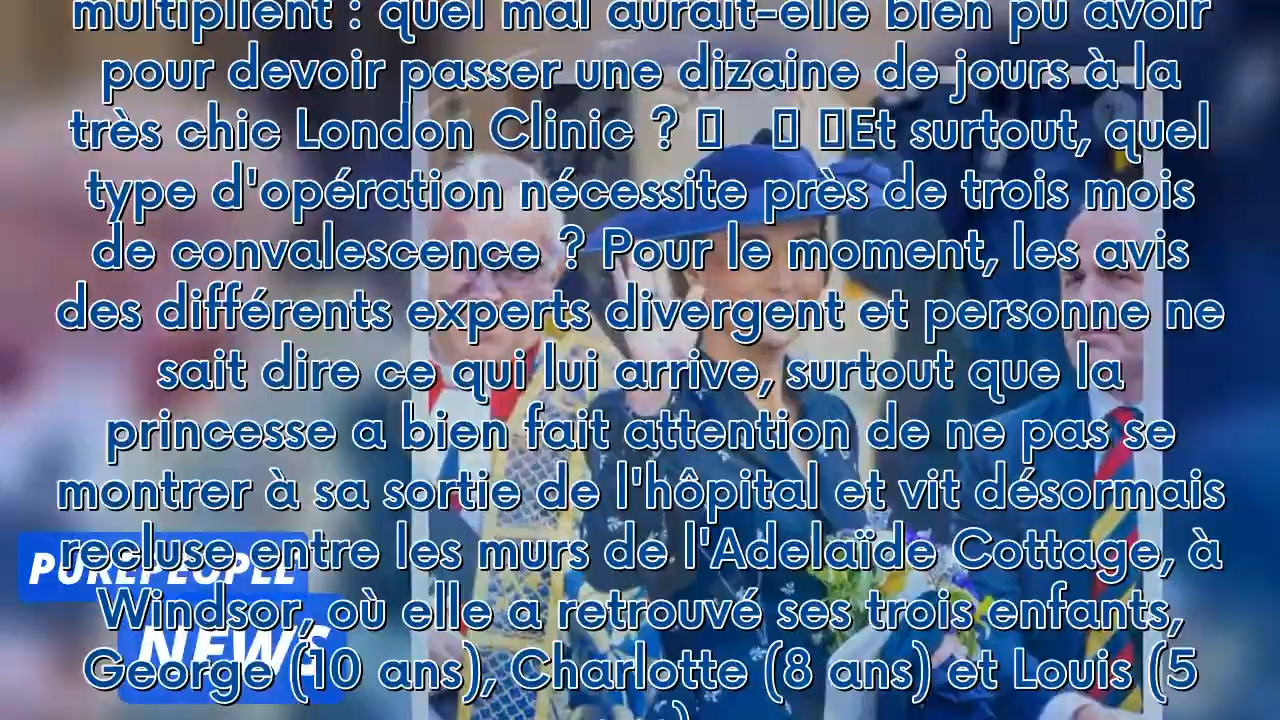 multiplient : quel mal aurait-elle bien pu avoir
pour devoir passer une dizaine de jours à la
très chic London Clinic ? Et surtout, quel
type d'opération nécessite près de trois mois
de convalescence ? Pour le moment, les avis
des différents experts divergent et personne ne
sait dire ce qui lui arrive, surtout que la
princesse a bien fait attention de ne pas se
montrer à sa sortie de l'hôpital et vit désormais
recluse entre les murs de l'Adelaïde Cottage, à
Windsor, où elle a retrouvé ses trois enfants,
George (10 ans), Charlotte (8 ans) et Louis (5
PUREPEOPLE
NEWS